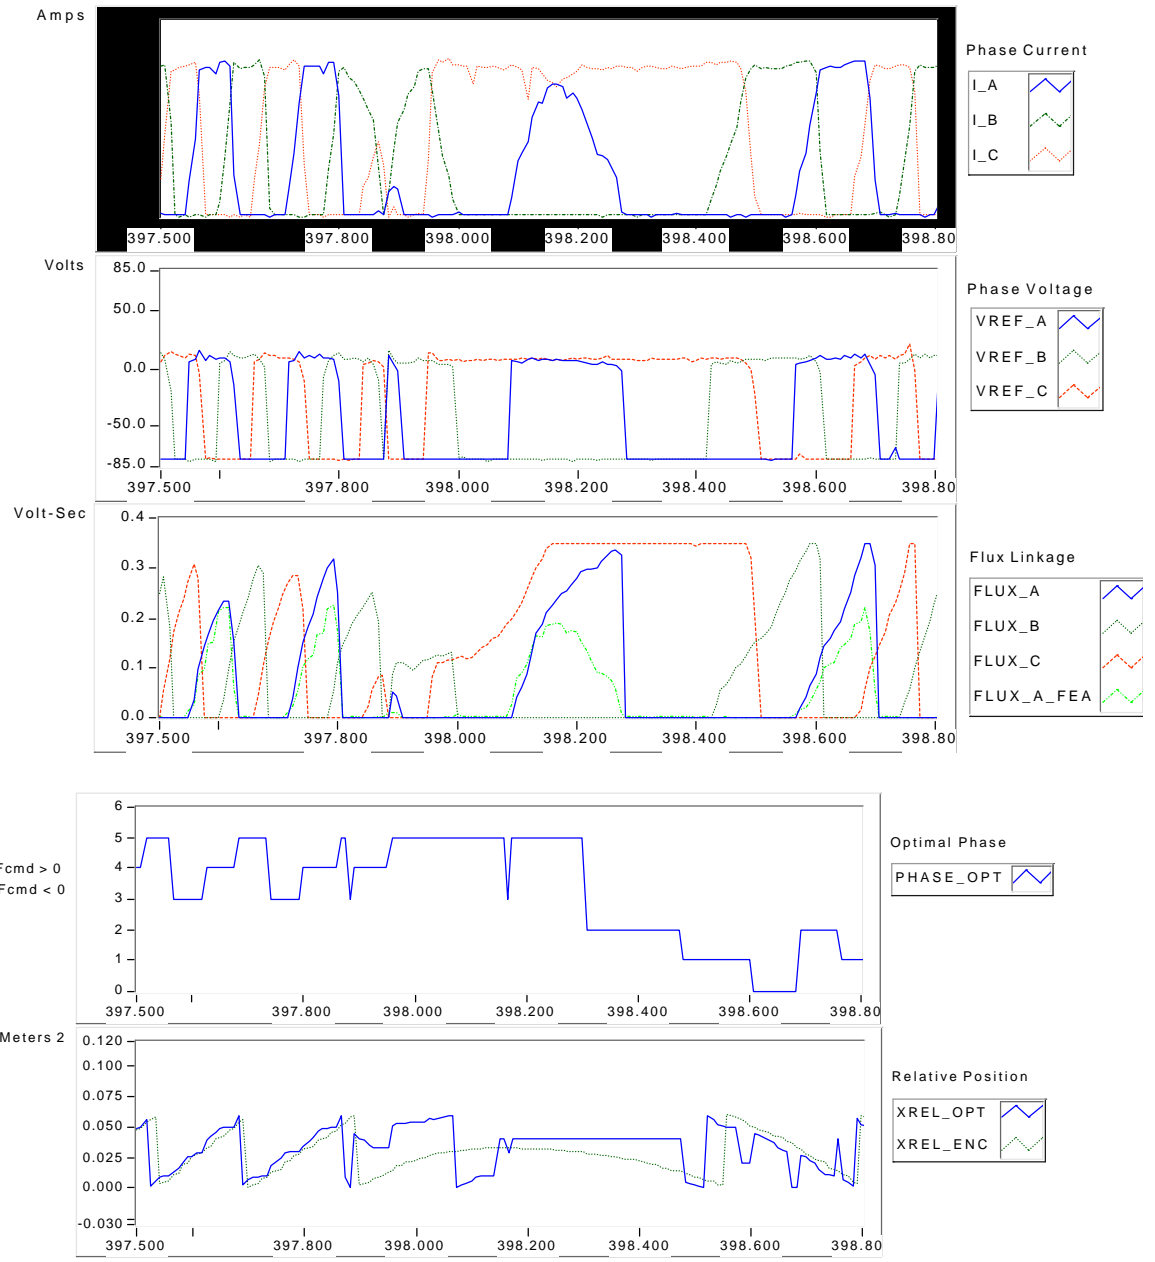 Amps
Phase Current
I_A
I_B
I_C
397.500 397.800 398.000 398.200 398.400 398.600 398.80
Volts
85.0
50.0
0.0
-50.0
-85.0
Phase Voltage
VREF_A
VREF_B
VREF_C
397.500 397.800 398.000 398.200 398.400 398.600 398.80
Volt-Sec
0.4
0.3
0.2
0.1
0.0
Flux Linkage
FLUX_A
FLUX_B
FLUX_C
FLUX_A_FEA
397.500 397.800 398.000 398.200 398.400 398.600 398.80
6
5
4
3
2
1
0
Fcmd > 0
Fcmd < 0
Optimal Phase
PHASE_OPT
397.500 397.800 398.000 398.200 398.400 398.600 398.80
Meters 2
0.120
0.100
0.075
0.050
0.025
0.000
-0.030
Relative Position
XREL_OPT
XREL_ENC
397.500 397.800 398.000 398.200 398.400 398.600 398.80